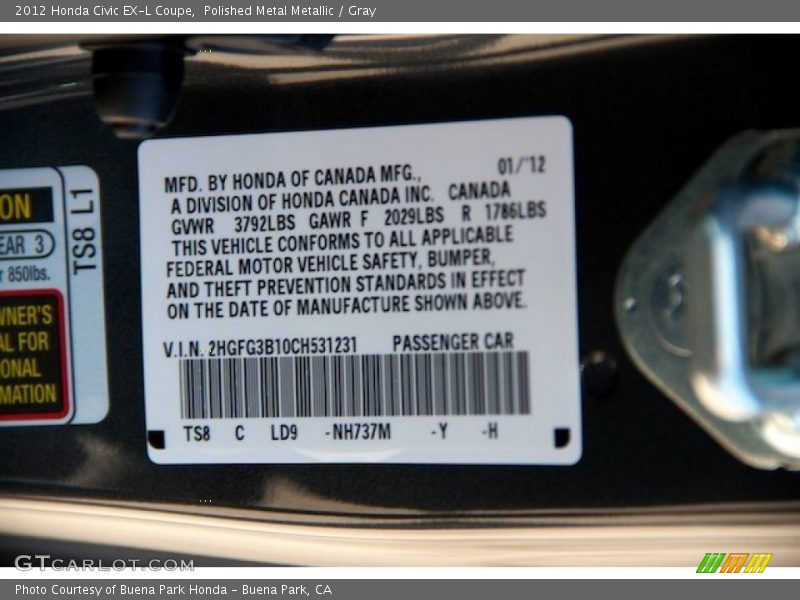 2012 Honda Civic EX-L Coupe,  Polished Metal Metallic / Gray
ON
EAR 3
850lbs.
WNER'S
AL FOR
ONAL
MATION
TS8 L1
01/'12
MFD. BY HONDA OF CANADA MFG.,
A DIVISION OF HONDA CANADA INC. CANADA
GVWR 3792LBS GAWR F 2029LBS R 1786LBS
THIS VEHICLE CONFORMS TO ALL APPLICABLE
FEDERAL MOTOR VEHICLE SAFETY, BUMPER,
AND THEFT PREVENTION STANDARDS IN EFFECT
ON THE DATE OF MANUFACTURE SHOWN ABOVE.
V.I.N. 2HGFG3B10CH531231 PASSENGER CAR
TS8 C LD9 -NH737M -Y -H
GTCARLOT.COM
Photo Courtesy of Buena Park Honda - Buena Park, CA